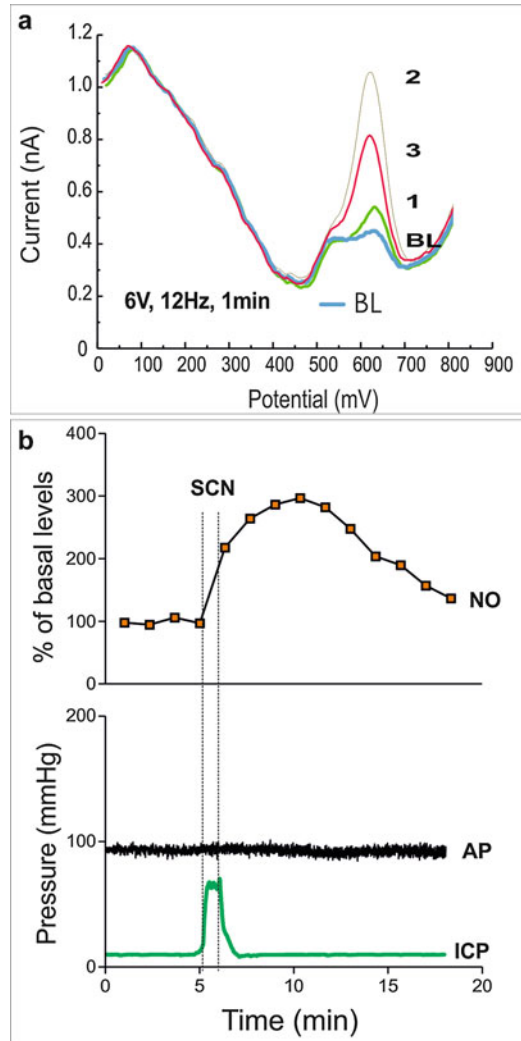 a
Current (nA)
1.2
1.0
0.8
0.6
0.4
0.2
2
3
1
BL
6V, 12Hz, 1min
BL
0 100 200 300 400 500 600 700 800
Potential (mV)
b
% of basal levels
400
300
200
100
0
SCN
NO
Pressure (mmHg)
200
100
0
AP
ICP
0 5 10 15 20
Time (min)